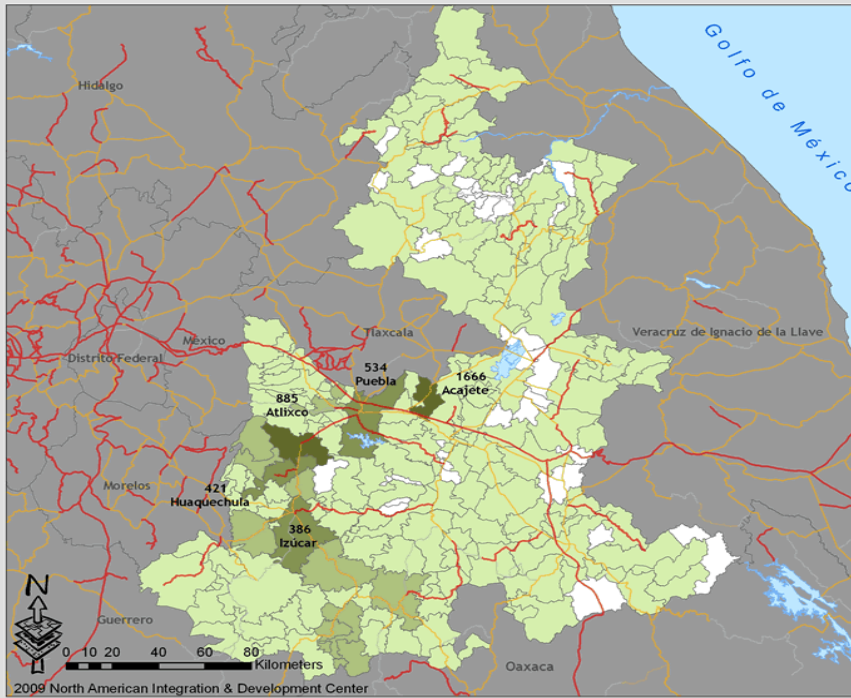 Golfo de México
Hidalgo
Tlaxcala
Veracruz de Ignacio de la Llave
México
Distrito Federal
534
Puebla
1666
Acajete
885
Atlixco
Morelos
421
Huaquechula
386
Izúcar
N
Guerrero
0 10 20 40 60 80
Kilometers
Oaxaca
2009 North American Integration & Development Center